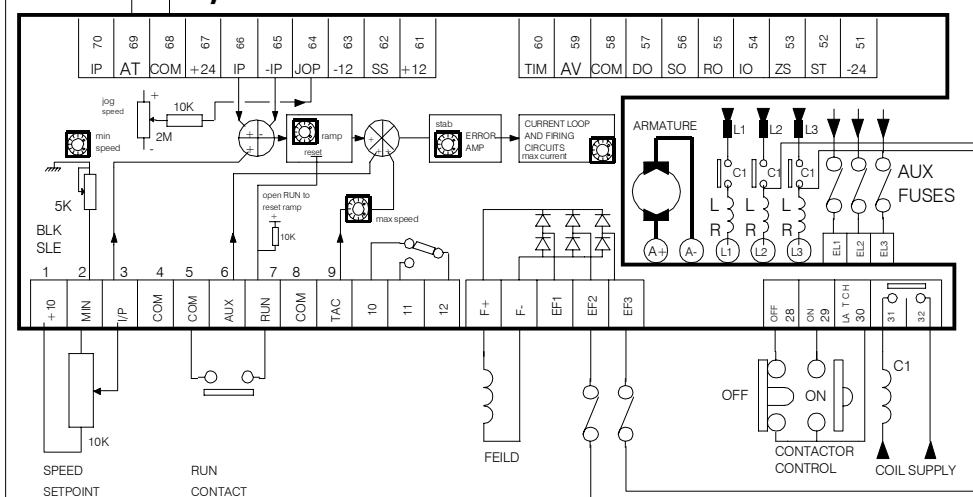 70 69 68 67 66 65 64 63 62 61
IP AT COM +24 IP -IP JOP -12 SS +12
60 59 58 57 56 55 54 53 52 51
TIM AV COM DO SO RO IO ZS ST -24
jog
speed
+
10K
2M
-
min
speed
+ -
+ +
ramp
reset
+
+ -
+
stab
ERROR
AMP
CURRENT LOOP
AND FIRING
CIRCUITS
max current
ARMATURE
L1 L2 L3
C1 C1 C1
AUX
FUSES
L L L
R R R
A+ A- L1 L2 L3
EL1 EL2 EL3
5K
open RUN to
reset ramp
+
10K
max speed
BLK
SLE
1 2 3 4 5 6 7 8 9
+10 MIN I/P COM COM AUX RUN COM TAC 10 11 12
F+ F- EF1 EF2 EF3
OFF ON LA TCH
28 29 30 31 32
C1
OFF ON
10K
FEILD
CONTACTOR
CONTROL
COIL SUPPLY
SPEED
SETPOINT
RUN
CONTACT